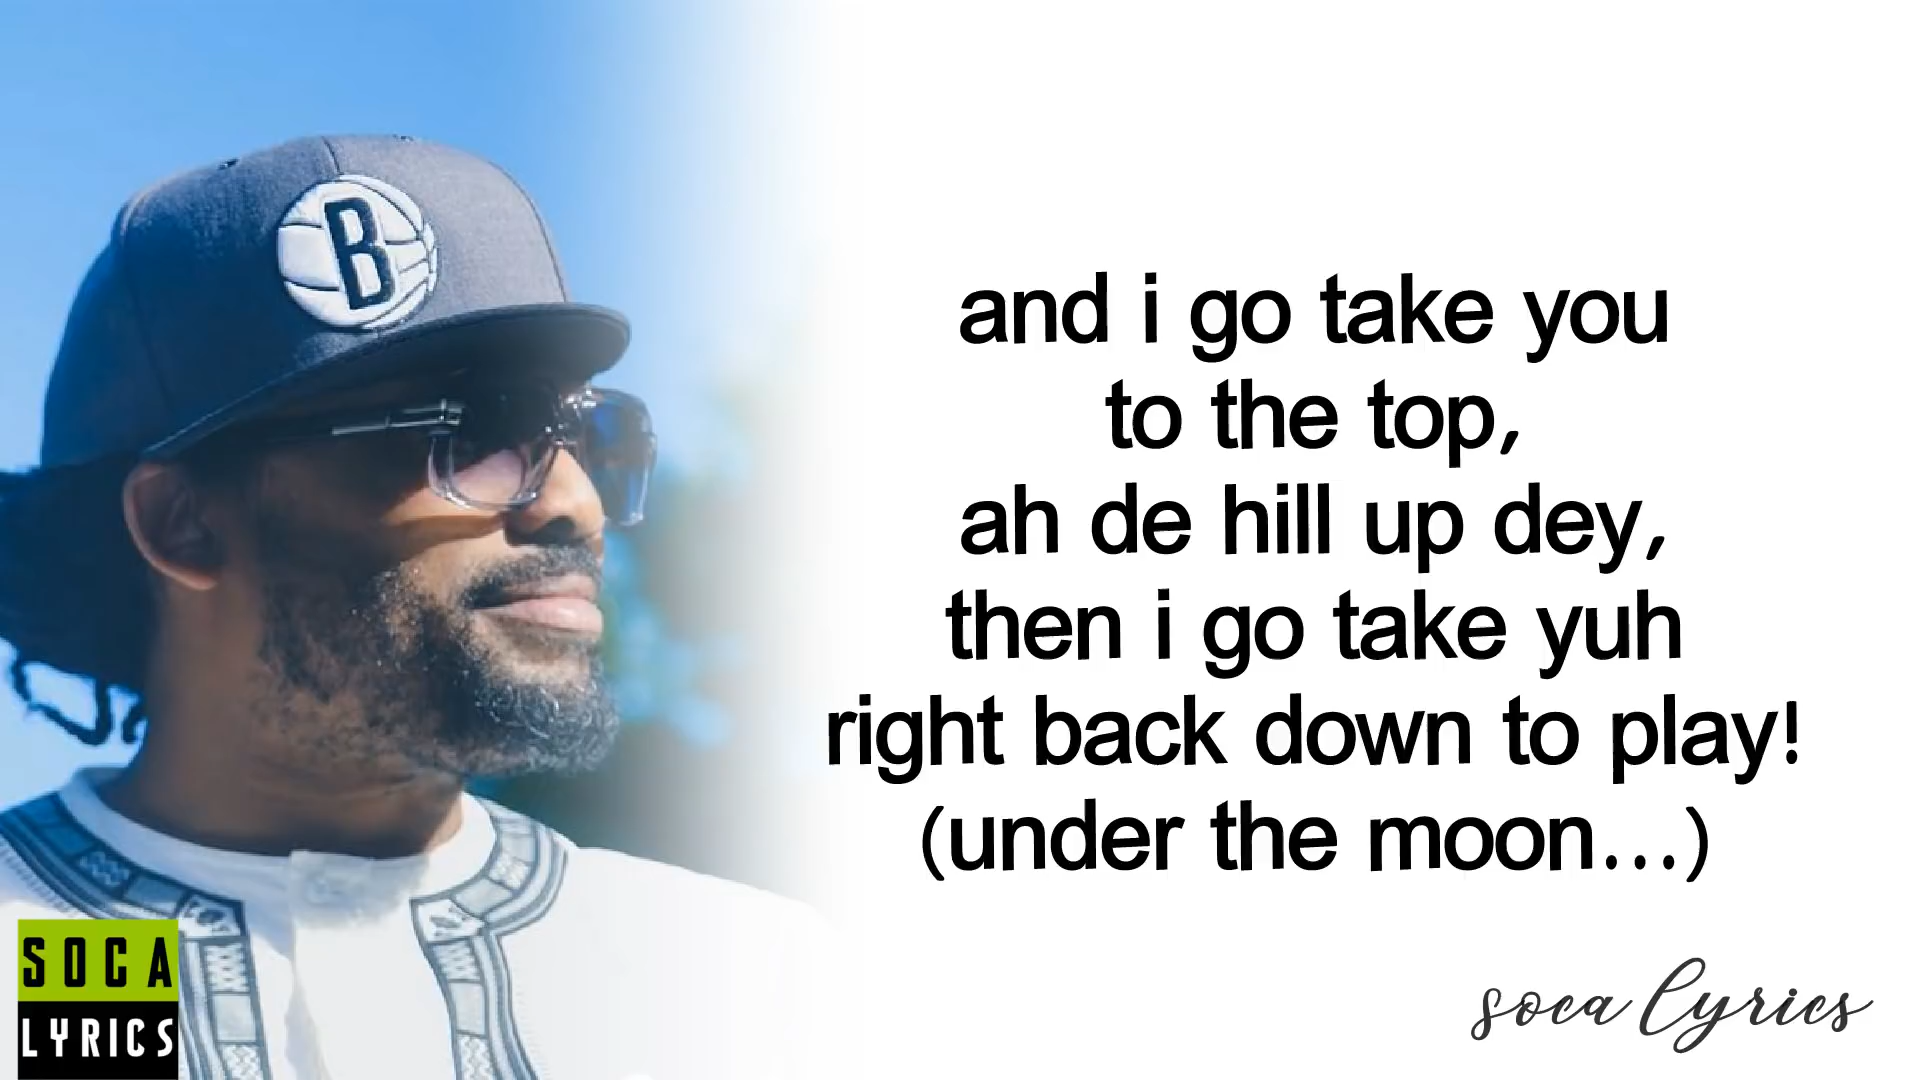 B
and i go take you
to the top,
ah de hill up dey,
then i go take yuh
right back down to play!
(under the moon...)
SOCA
LYRICS
soca lyrics